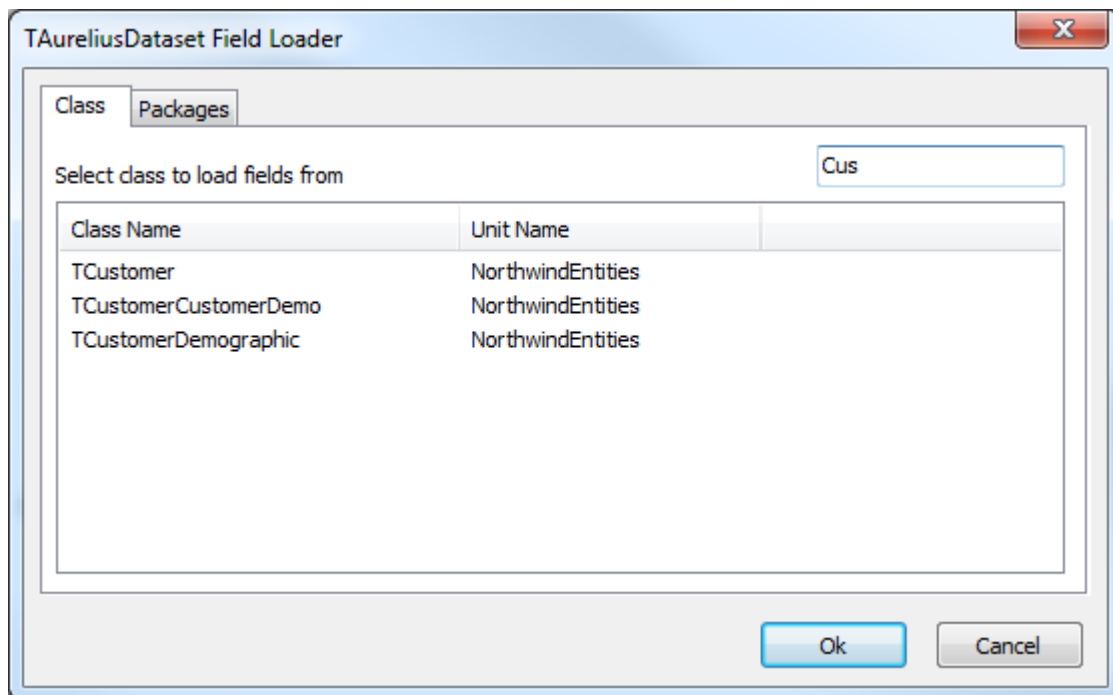 TAureliusDataset Field Loader
Class Packages
Select class to load fields from Cus
Class Name Unit Name
TCustomer NorthwindEntities
TCustomerCustomerDemo NorthwindEntities
TCustomerDemographic NorthwindEntities
Ok Cancel